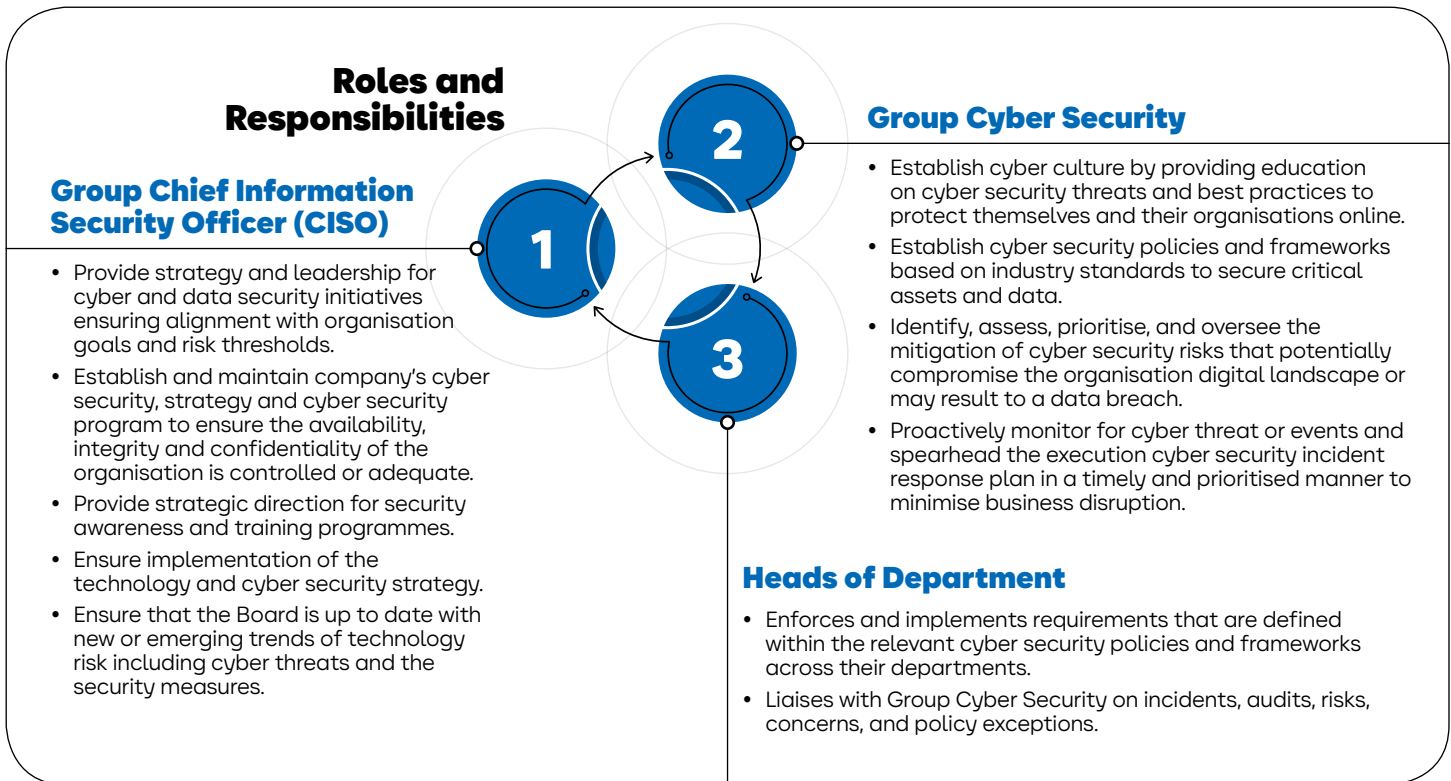 Roles and
Responsibilities
Group Chief Information
Security Officer (CISO)
• Provide strategy and leadership for
cyber and data security initiatives
ensuring alignment with organisation
goals and risk thresholds.
• Establish and maintain company's cyber
security, strategy and cyber security
program to ensure the availability,
integrity and confidentiality of the
organisation is controlled or adequate.
• Provide strategic direction for security
awareness and training programmes.
• Ensure implementation of the
technology and cyber security strategy.
• Ensure that the Board is up to date with
new or emerging trends of technology
risk including cyber threats and the
security measures.
1
2
3
Group Cyber Security
• Establish cyber culture by providing education
on cyber security threats and best practices to
protect themselves and their organisations online.
• Establish cyber security policies and frameworks
based on industry standards to secure critical
assets and data.
• Identify, assess, prioritise, and oversee the
mitigation of cyber security risks that potentially
compromise the organisation digital landscape or
may result to a data breach.
• Proactively monitor for cyber threat or events and
spearhead the execution cyber security incident
response plan in a timely and prioritised manner to
minimise business disruption.
Heads of Department
• Enforces and implements requirements that are defined
within the relevant cyber security policies and frameworks
across their departments.
• Liaises with Group Cyber Security on incidents, audits, risks,
concerns, and policy exceptions.